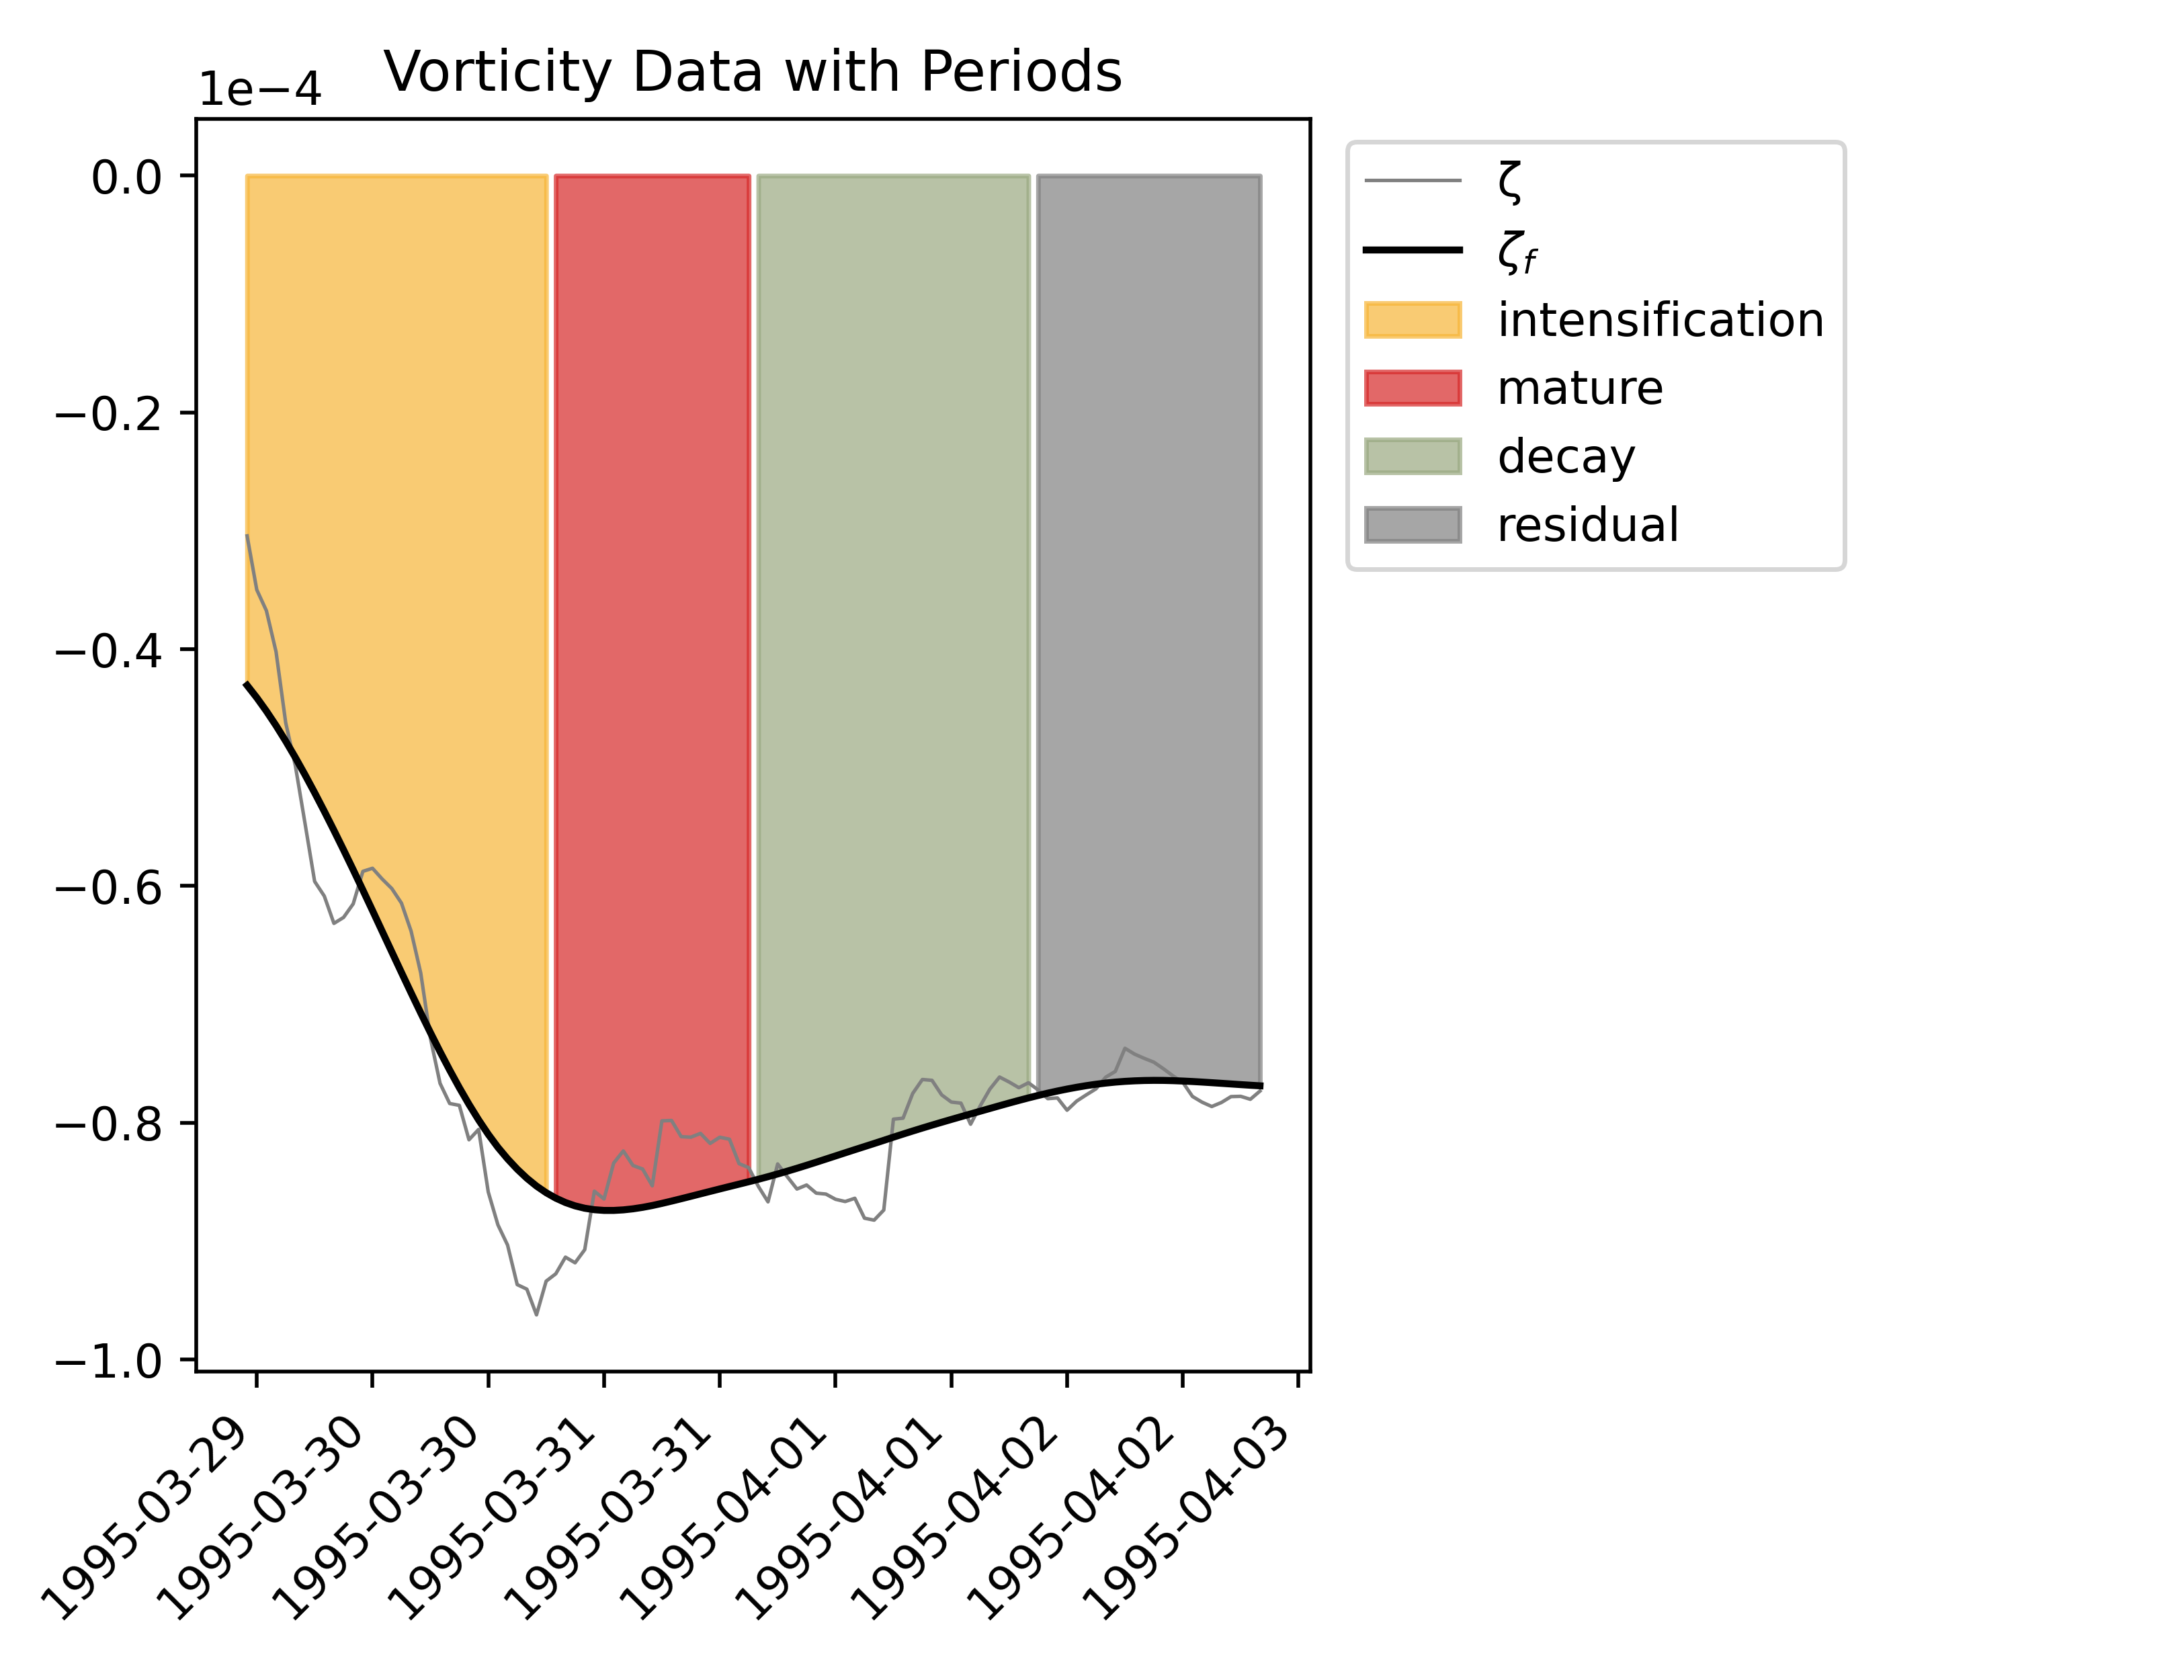 Vorticity Data with Periods
1e−4
0.0
−0.2
−0.4
−0.6
−0.8
−1.0
1995-03-29
1995-03-30
1995-03-30
1995-03-31
1995-03-31
1995-04-01
1995-04-01
1995-04-02
1995-04-02
1995-04-03
ζ
ζf
intensification
mature
decay
residual